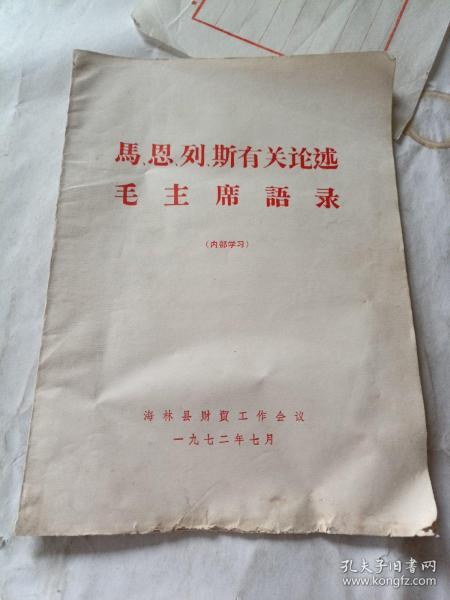 馬、恩、列、斯有关论述
毛主席語录
(内部学习)
海林县财貿工作会议
一九七二年七月
孔夫子旧书网
www.kongfz.com